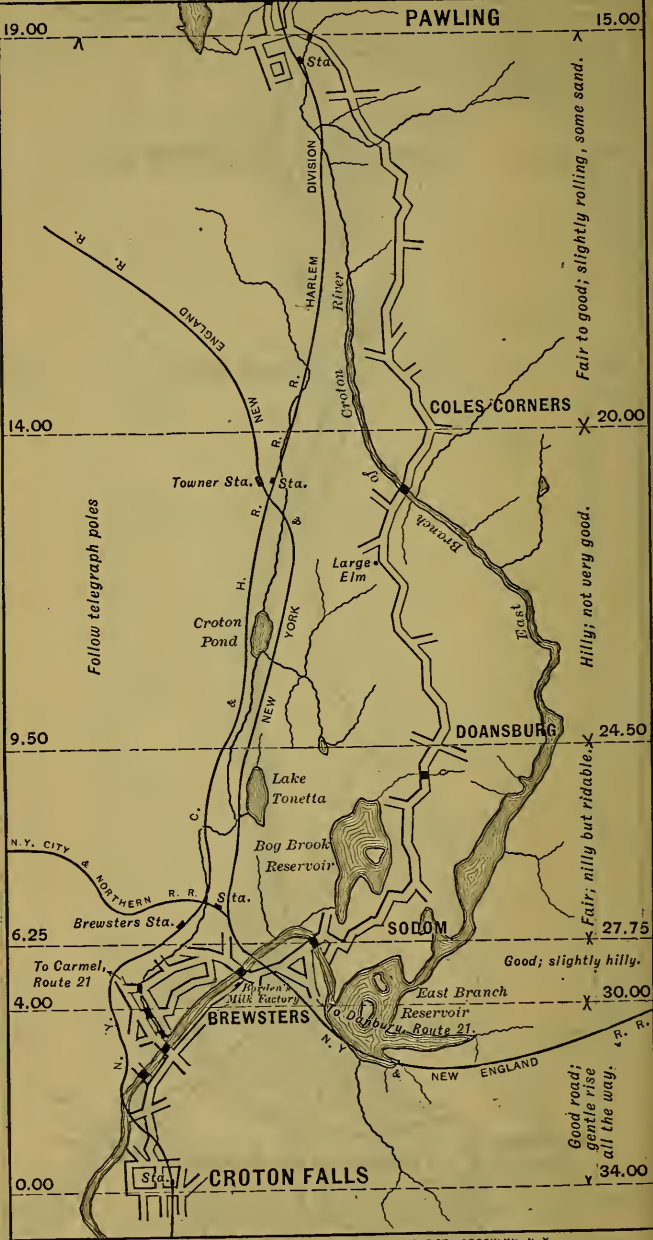 19.00
PAWLING
15.00
Sta.
Fair to good; slightly rolling, some sand.
DIVISION
HARLEM
R.
R.
Croton River
NEW ENGLAND R. R.
COLES CORNERS
14.00
20.00
Towner Sta.
Sta.
of
Branch
East
Large
Elm
Follow telegraph poles
Hilly; not very good.
Croton
Pond
R.
H.
&
C.
&
YORK
NEW
DOANSBURG
9.50
24.50
Lake
Tonetta
Bog Brook
Reservoir
Fair; nilly but ridable.
N.Y. CITY & NORTHERN R. R.
Sta.
Brewsters Sta.
SODOM
6.25
27.75
To Carmel,
Route 21
Good; slightly hilly.
Borden's
Milk Factory
East Branch
Reservoir
4.00
30.00
BREWSTERS
To Danbury, Route 21.
N. Y.
N. Y. & NEW ENGLAND R. R.
Good road;
gentle rise
all the way.
Sta.
CROTON FALLS
0.00
34.00
BROOKLYN, N. Y.